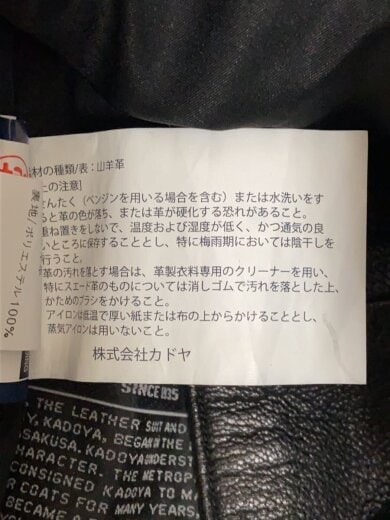 材の種類/表：山羊革
上の注意]
たんたく（ベンジンを用いる場合を含む）または水洗いをす
ると革の色が落ち、または革が硬化する恐れがあること。
重ね置きをしないで、温度および湿度が低く、かつ通気の良
いところに保存することとし、特に梅雨期においては陰干しを
行うこと。
革の汚れを落とす場合は、革製衣料専用のクリーナーを用い、
特にスエード革のものについては消しゴムで汚れを落とした上、
かためのブラシをかけること。
アイロンは低温で厚い紙または布の上からかけることとし、
蒸気アイロンは用いないこと。
株式会社カドヤ
裏地/ポリエステル100%
SINCE 1935
THE LEATHER SUIT AND
Y, KADOYA, BEGAN IN THE
ASAKUSA. KADOYA UNDERST
HARACTER. THE METROP
CONSIGNED KADOYA TO M
R COATS FOR MANY YEARS
BECAME A